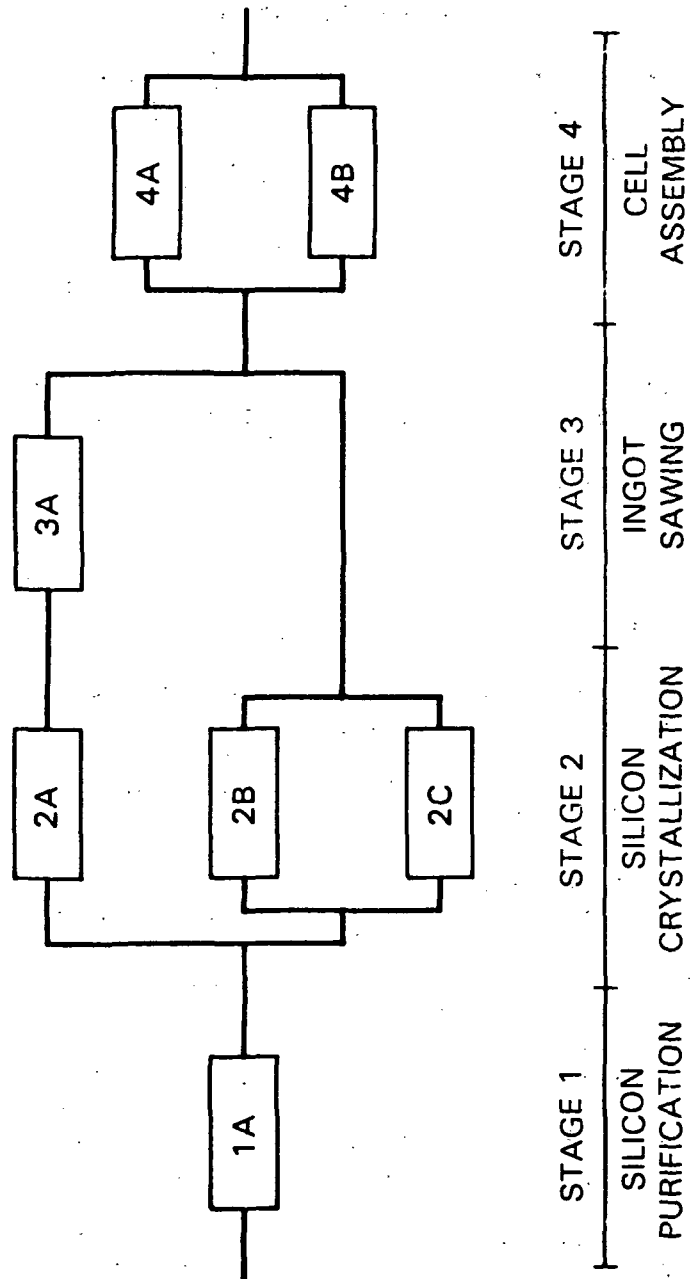 1A
2A
2B
2C
3A
4A
4B
STAGE 1
SILICON
PURIFICATION
STAGE 2
SILICON
CRYSTALLIZATION
STAGE 3
INGOT
SAWING
STAGE 4
CELL
ASSEMBLY